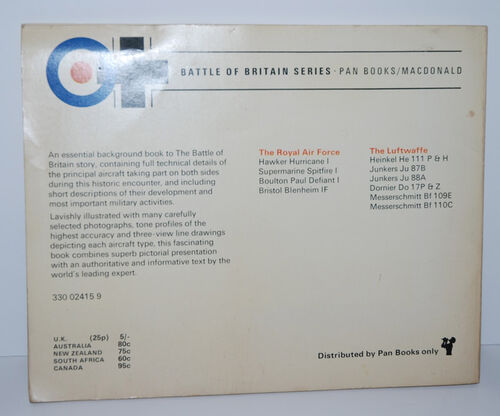 BATTLE OF BRITAIN SERIES · PAN BOOKS/MACDONALD
An essential background book to The Battle of
Britain story, containing full technical details of
the principal aircraft taking part on both sides
during this historic encounter, and including
short descriptions of their development and
most important military activities.
Lavishly illustrated with many carefully
selected photographs, tone profiles of the
highest accuracy and three-view line drawings
depicting each aircraft type, this fascinating
book combines superb pictorial presentation
with an authoritative and informative text by the
world's leading expert.
330 02415 9
The Royal Air Force
Hawker Hurricane I
Supermarine Spitfire I
Boulton Paul Defiant I
Bristol Blenheim IF
The Luftwaffe
Heinkel He 111 P & H
Junkers Ju 87B
Junkers Ju 88A
Dornier Do 17P & Z
Messerschmitt Bf 109E
Messerschmitt Bf 110C
U.K. (25p) 5/-
AUSTRALIA 80c
NEW ZEALAND 75c
SOUTH AFRICA 60c
CANADA 95c
Distributed by Pan Books only